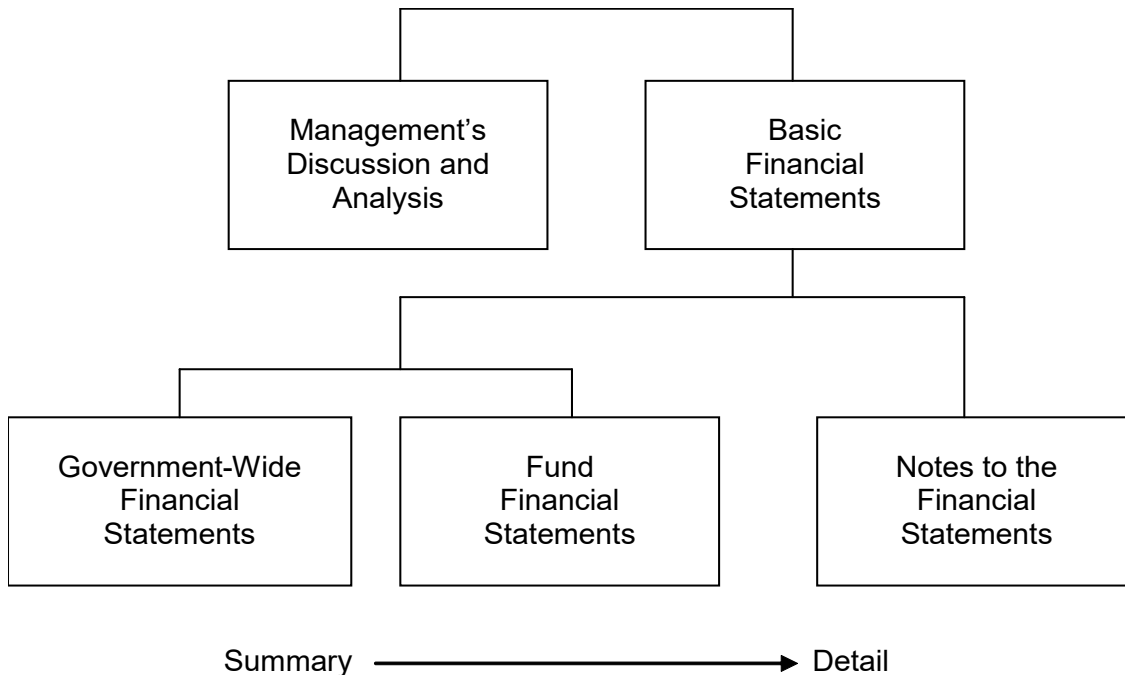 Management’s
Discussion and
Analysis
Basic
Financial
Statements
Government-Wide
Financial
Statements
Fund
Financial
Statements
Notes to the
Financial
Statements
Summary
Detail